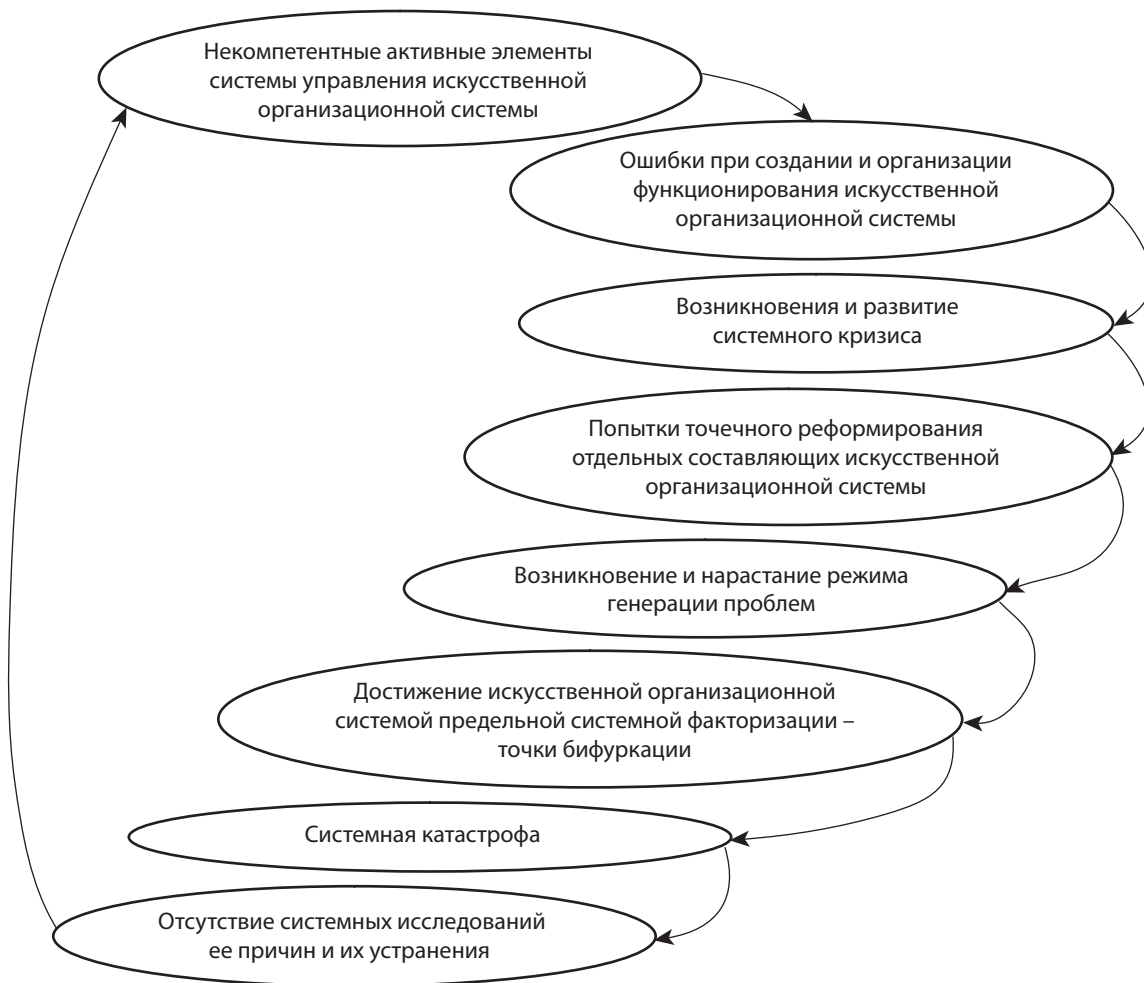 Некомпетентные активные элементы
системы управления искусственной
организационной системы
Ошибки при создании и организации
функционирования искусственной
организационной системы
Возникновения и развитие
системного кризиса
Попытки точечного реформирования
отдельных составляющих искусственной
организационной системы
Возникновение и нарастание режима
генерации проблем
Достижение искусственной организационной
системой предельной системной факторизации –
точки бифуркации
Системная катастрофа
Отсутствие системных исследований
ее причин и их устранения